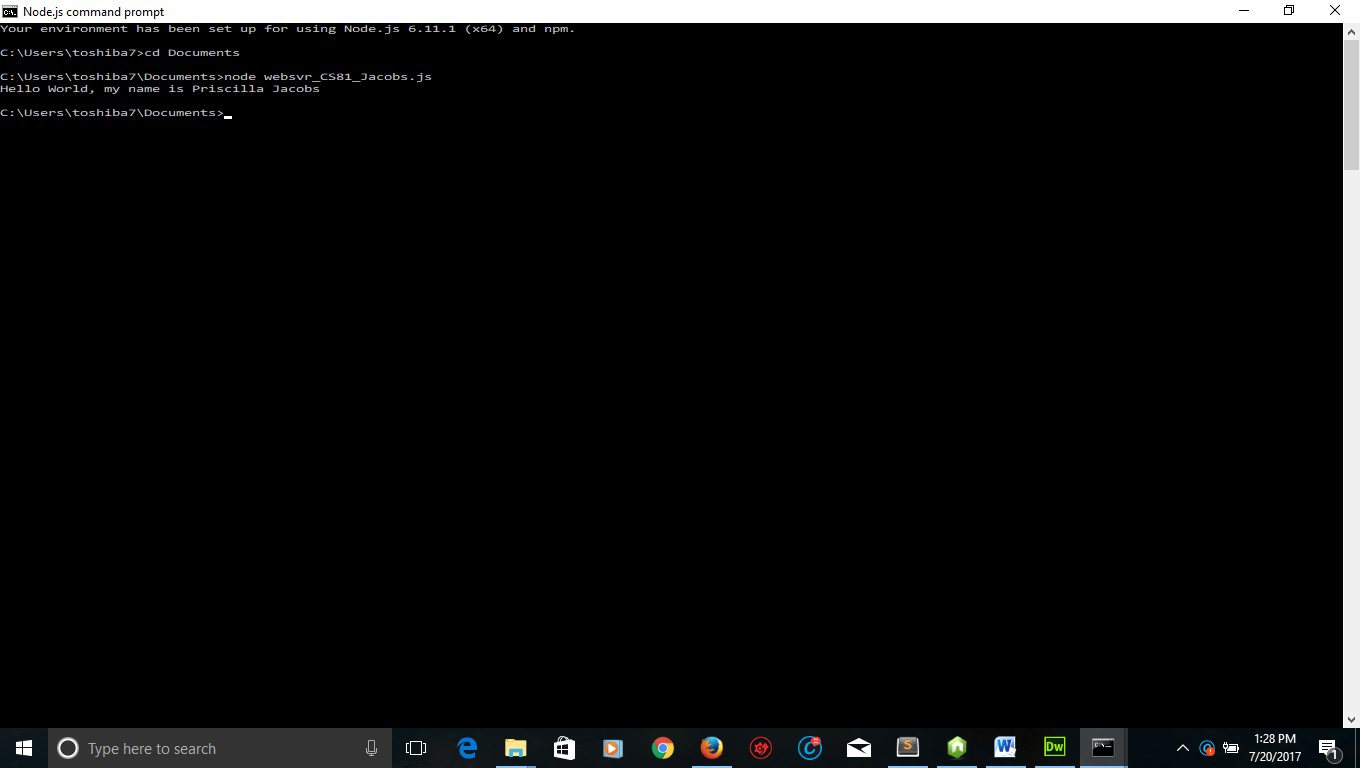 Node.js command prompt
Your environment has been set up for using Node.js 6.11.1 (x64) and npm.
C:\Users\toshiba7>cd Documents
C:\Users\toshiba7\Documents>node websvr_CS81_Jacobs.js
Hello World, my name is Priscilla Jacobs
C:\Users\toshiba7\Documents>
Type here to search
S
W
Dw
C:\.
1:28 PM
7/20/2017
1